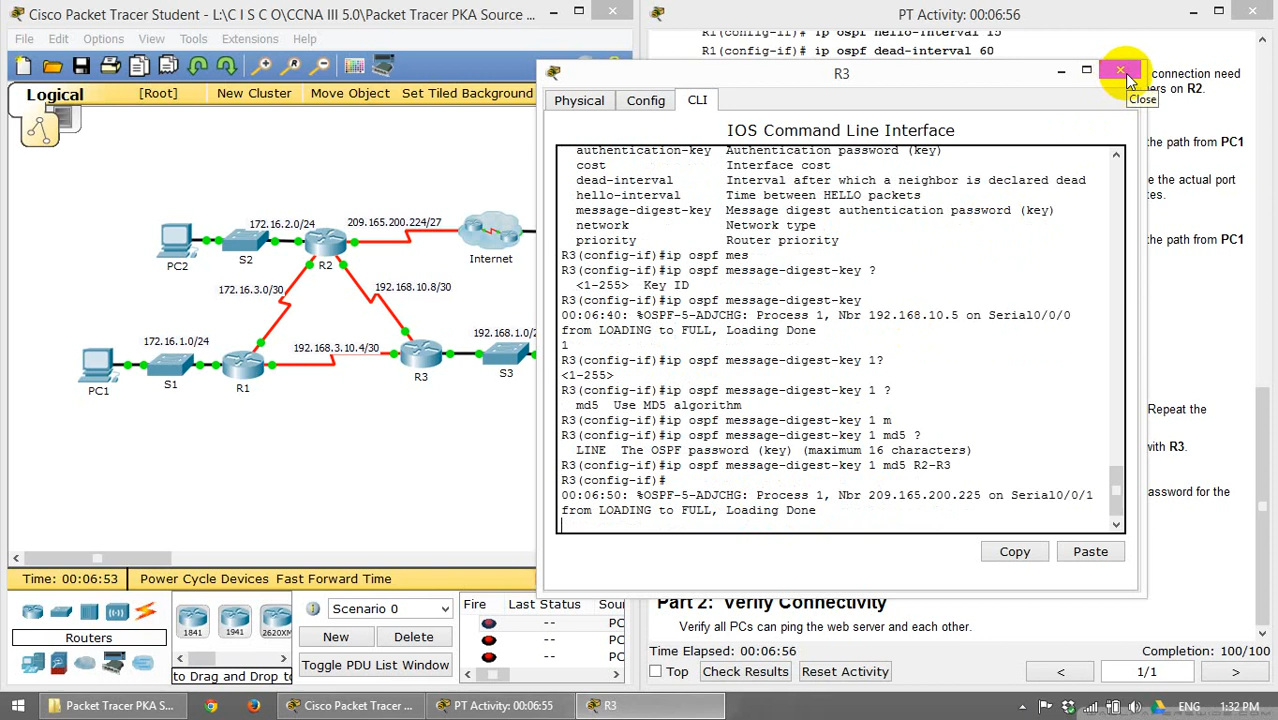 Cisco Packet Tracer Student - L:\C I S C O\CCNA III 5.0\Packet Tracer PKA Source ...
File Edit Options View Tools Extensions Help
Logical [Root] New Cluster Move Object Set Tiled Background
172.16.2.0/24
209.165.200.224/27
PC2
S2
R2
Internet
172.16.3.0/30
192.168.10.8/30
172.16.1.0/24
192.168.3.10.4/30
192.168.1.0/2
PC1
S1
R1
R3
S3
Time: 00:06:53 Power Cycle Devices Fast Forward Time
Routers
1841 1941 2620XM
to Drag and Drop to
Scenario 0
New Delete
Toggle PDU List Window
Fire Last Status Sou
-- PC
-- PC
-- PC
PT Activity: 00:06:56
R1(config-if)# ip ospf hello-interval 15
R1(config-if)# ip ospf dead-interval 60
connection need
ers on R2.
the path from PC1
e the actual port
tes.
the path from PC1
Repeat the
with R3.
assword for the
R3
Close
Physical Config CLI
IOS Command Line Interface
authentication-key Authentication password (key)
cost Interface cost
dead-interval Interval after which a neighbor is declared dead
hello-interval Time between HELLO packets
message-digest-key Message digest authentication password (key)
network Network type
priority Router priority
R3(config-if)#ip ospf mes
R3(config-if)#ip ospf message-digest-key ?
<1-255> Key ID
R3(config-if)#ip ospf message-digest-key
00:06:40: %OSPF-5-ADJCHG: Process 1, Nbr 192.168.10.5 on Serial0/0/0
from LOADING to FULL, Loading Done
1
R3(config-if)#ip ospf message-digest-key 1?
<1-255>
R3(config-if)#ip ospf message-digest-key 1 ?
md5 Use MD5 algorithm
R3(config-if)#ip ospf message-digest-key 1 m
R3(config-if)#ip ospf message-digest-key 1 md5 ?
LINE The OSPF password (key) (maximum 16 characters)
R3(config-if)#ip ospf message-digest-key 1 md5 R2-R3
R3(config-if)#
00:06:50: %OSPF-5-ADJCHG: Process 1, Nbr 209.165.200.225 on Serial0/0/1
from LOADING to FULL, Loading Done
Copy Paste
Part 2: Verify Connectivity
Verify all PCs can ping the web server and each other.
Time Elapsed: 00:06:56 Completion: 100/100
Top Check Results Reset Activity < 1/1 >
Packet Tracer PKA S... Cisco Packet Tracer ... PT Activity: 00:06:55 R3 ENG 1:32 PM